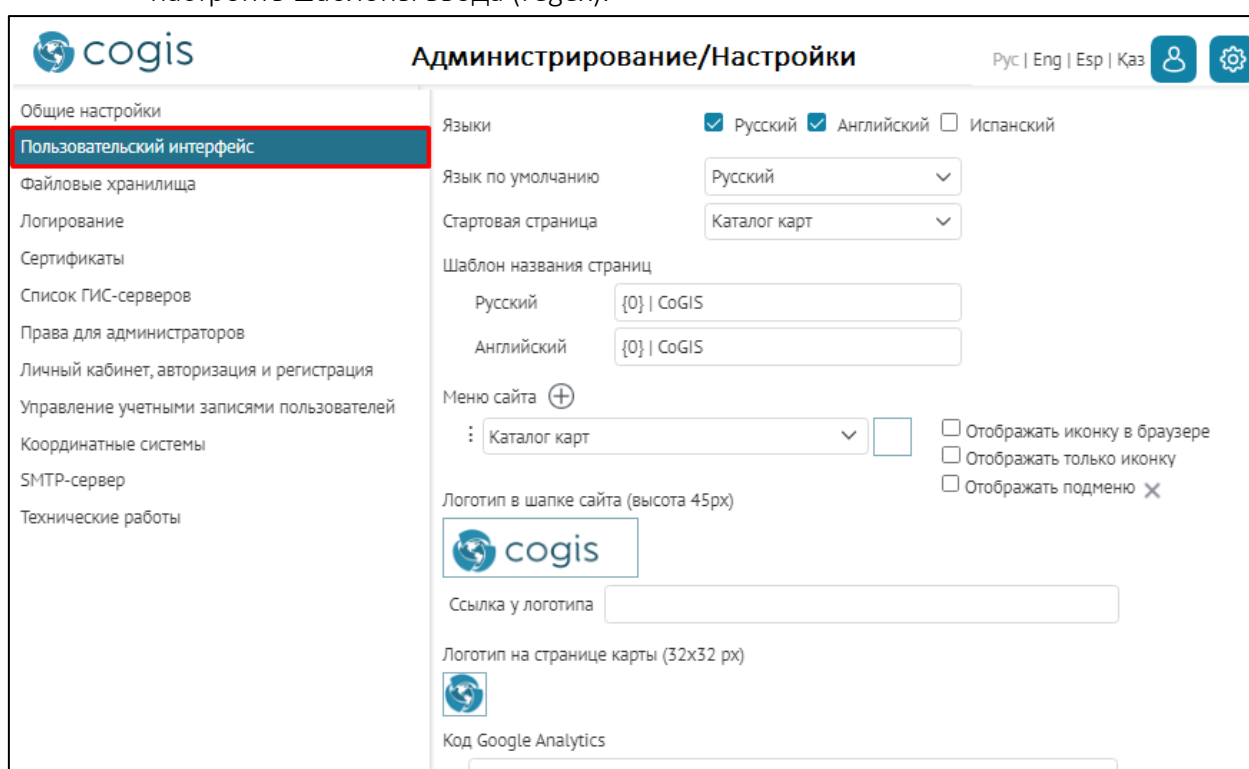 настройте шаблоны ввода (regex).
cogis
Администрирование/Настройки
Рус | Eng | Esp | Қаз
Общие настройки
Пользовательский интерфейс
Файловые хранилища
Логирование
Сертификаты
Список ГИС-серверов
Права для администраторов
Личный кабинет, авторизация и регистрация
Управление учетными записями пользователей
Координатные системы
SMTP-сервер
Технические работы
Языки Русский Английский Испанский
Язык по умолчанию Русский
Стартовая страница Каталог карт
Шаблон названия страниц
Русский {0} | CoGIS
Английский {0} | CoGIS
Меню сайта
Каталог карт
Отображать иконку в браузере
Отображать только иконку
Отображать подменю
Логотип в шапке сайта (высота 45px)
cogis
Ссылка у логотипа
Логотип на странице карты (32x32 px)
Код Google Analytics